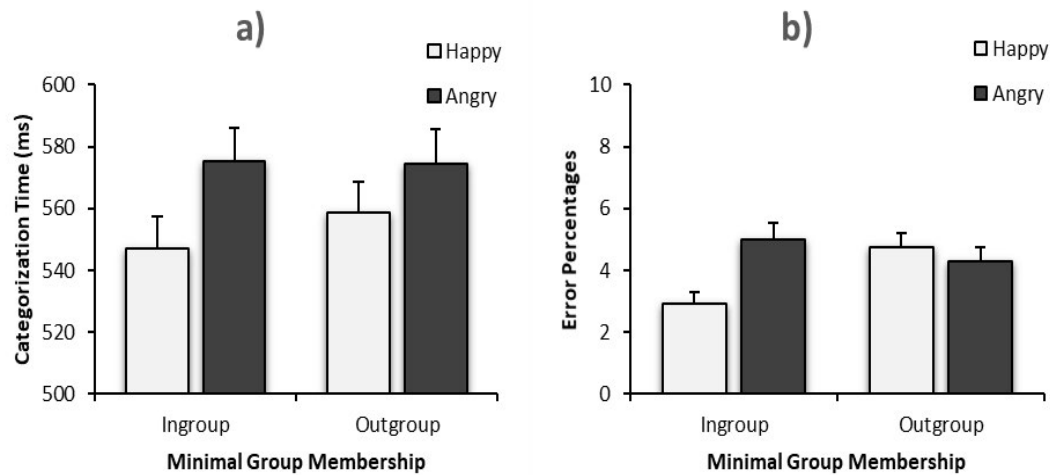 a)
Happy
Angry
Categorization Time (ms)
600
580
560
540
520
500
Ingroup
Outgroup
Minimal Group Membership
b)
Happy
Angry
Error Percentages
10
8
6
4
2
0
Ingroup
Outgroup
Minimal Group Membership